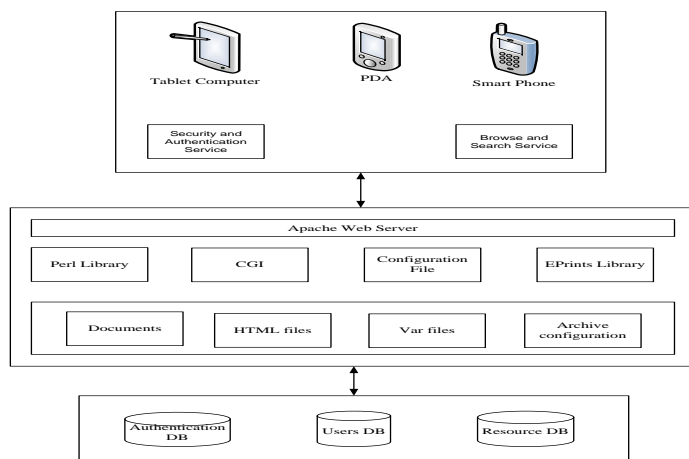 Tablet Computer
PDA
Smart Phone
Security and
Authentication
Service
Browse and
Search Service
Apache Web Server
Perl Library
CGI
Configuration
File
EPrints Library
Documents
HTML files
Var files
Archive
configuration
Authentication
DB
Users DB
Resource DB